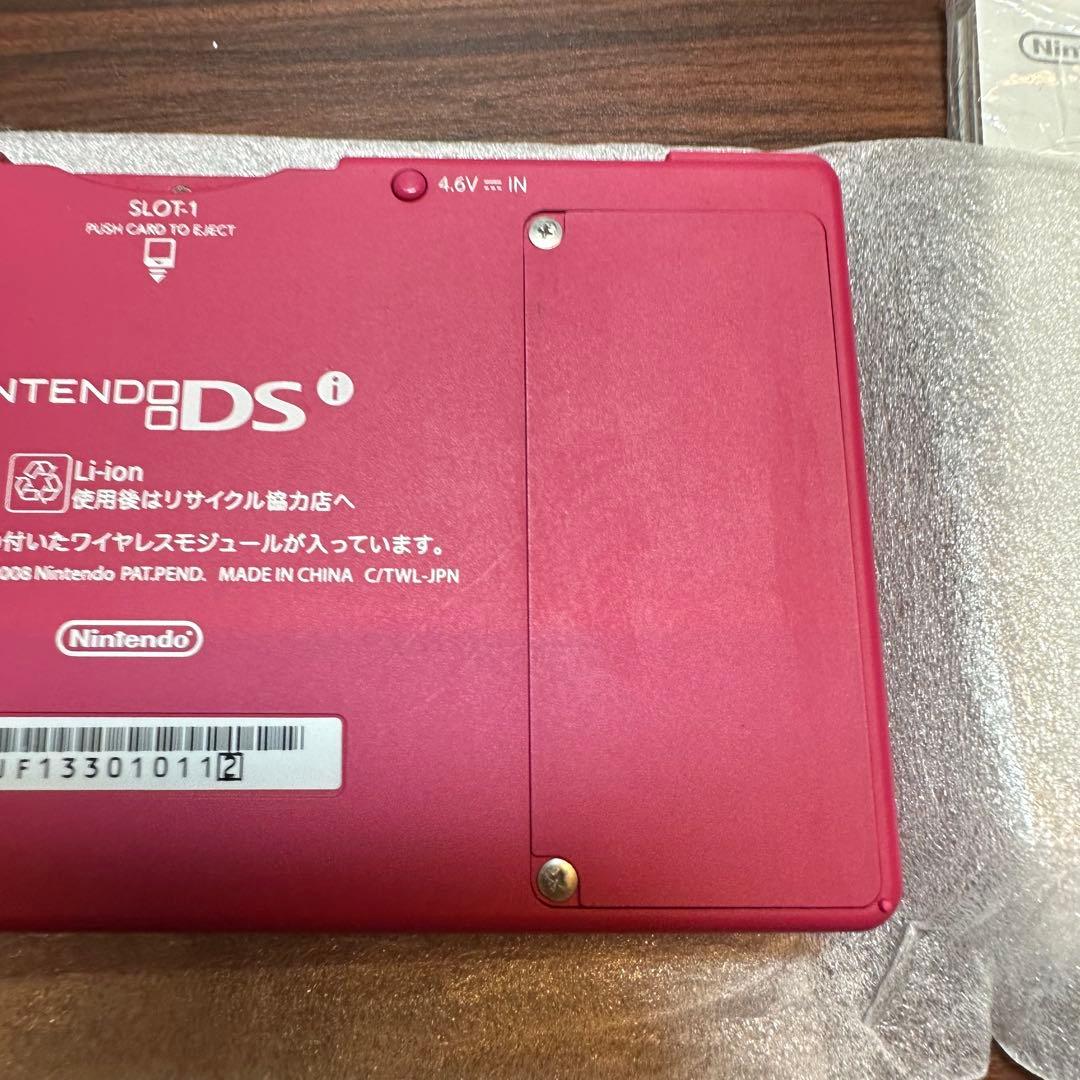 Nin
4.6V ⎓ IN
SLOT-1
PUSH CARD TO EJECT
NTENDO DS i
Li-ion
使用後はリサイクル協力店へ
付いたワイヤレスモジュールが入っています。
008 Nintendo PAT.PEND. MADE IN CHINA C/TWL-JPN
Nintendo®
F133010112